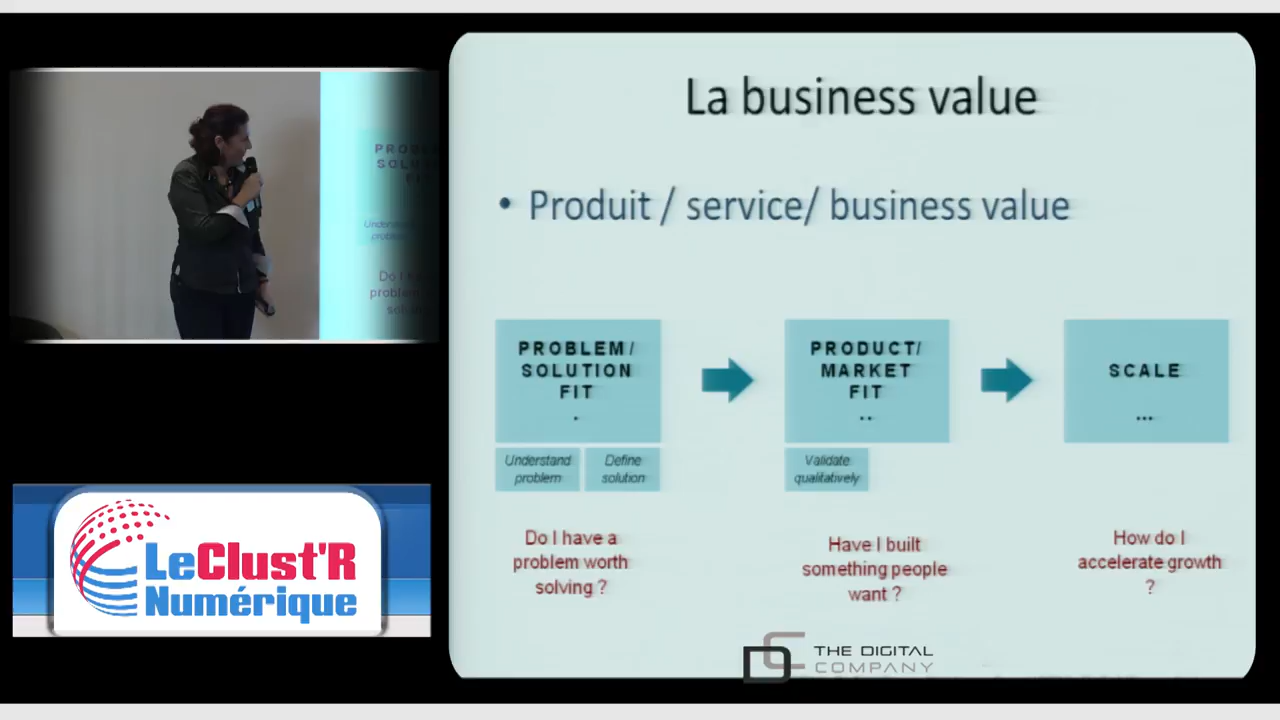 La business value
• Produit / service/ business value
PROBLEM/
SOLUTION
FIT
.
PRODUCT/
MARKET
FIT
..
SCALE
...
Understand
problem
Define
solution
Validate
qualitatively
Do I have a
problem worth
solving ?
Have I built
something people
want ?
How do I
accelerate growth
?
THE DIGITAL
COMPANY
LeClust'R
Numérique